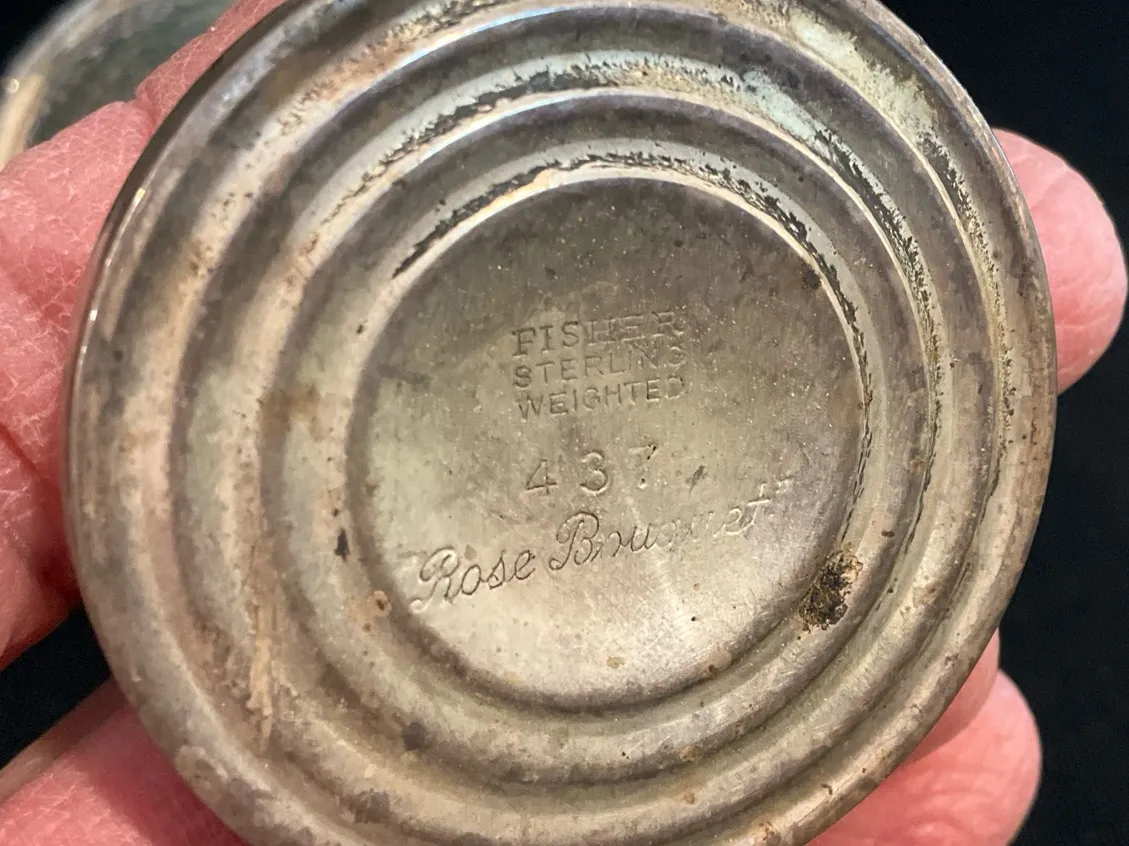 FISHER
STERLING
WEIGHTED
437
Rose Bouquet